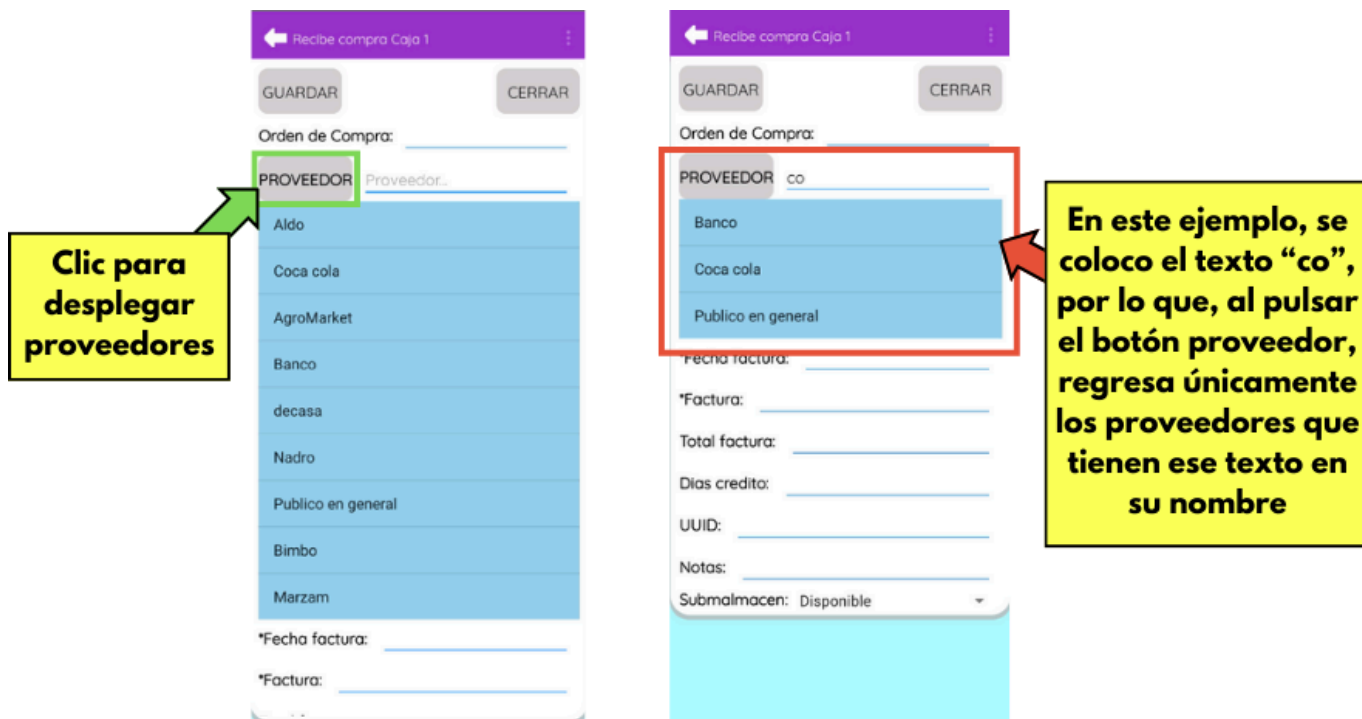 Recibe compra Caja 1
GUARDAR
CERRAR
Orden de Compra:
PROVEEDOR
Proveedor...
Aldo
Coca cola
AgroMarket
Banco
decasa
Nadro
Publico en general
Bimbo
Marzam
*Fecha factura:
*Factura:
Clic para
desplegar
proveedores
Recibe compra Caja 1
GUARDAR
CERRAR
Orden de Compra:
PROVEEDOR
co
Banco
Coca cola
Publico en general
*Fecha factura:
*Factura:
Total factura:
Dias credito:
UUID:
Notas:
Submalmacen: Disponible
En este ejemplo, se
coloco el texto “co”,
por lo que, al pulsar
el botón proveedor,
regresa únicamente
los proveedores que
tienen ese texto en
su nombre